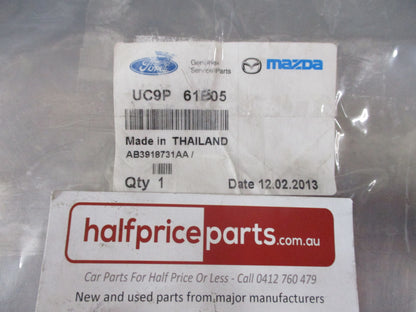 Ford Genuine Service Parts mazda
UC9P 61B05
Made in THAILAND
AB3918731AA /
Qty 1 Date 12.02.2013
halfpriceparts.com.au
Car Parts For Half Price Or Less - Call 0412 760 479
New and used parts from major manufacturers